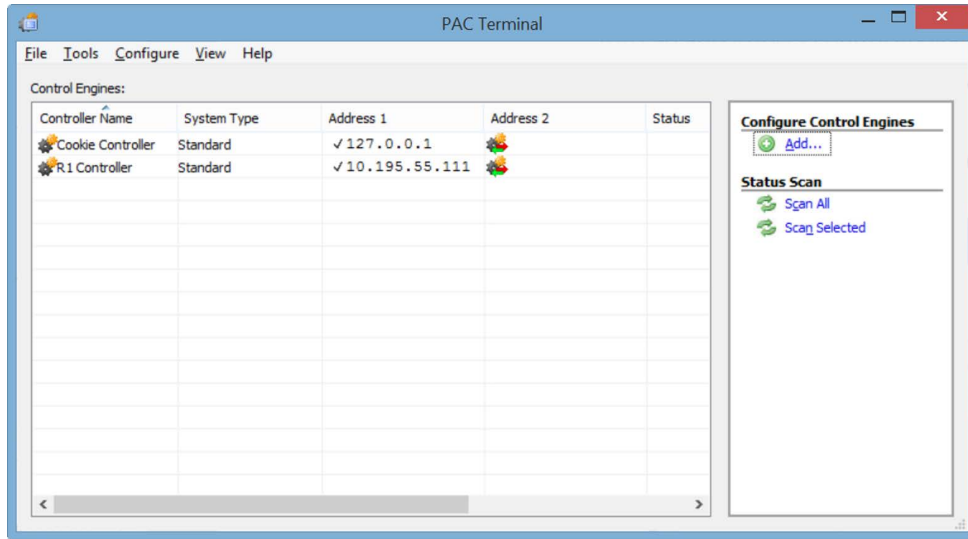 PAC Terminal
File Tools Configure View Help
Control Engines:
Controller Name System Type Address 1 Address 2 Status
Cookie Controller Standard ✓127.0.0.1
R1 Controller Standard ✓10.195.55.111
Configure Control Engines
Add...
Status Scan
Scan All
Scan Selected